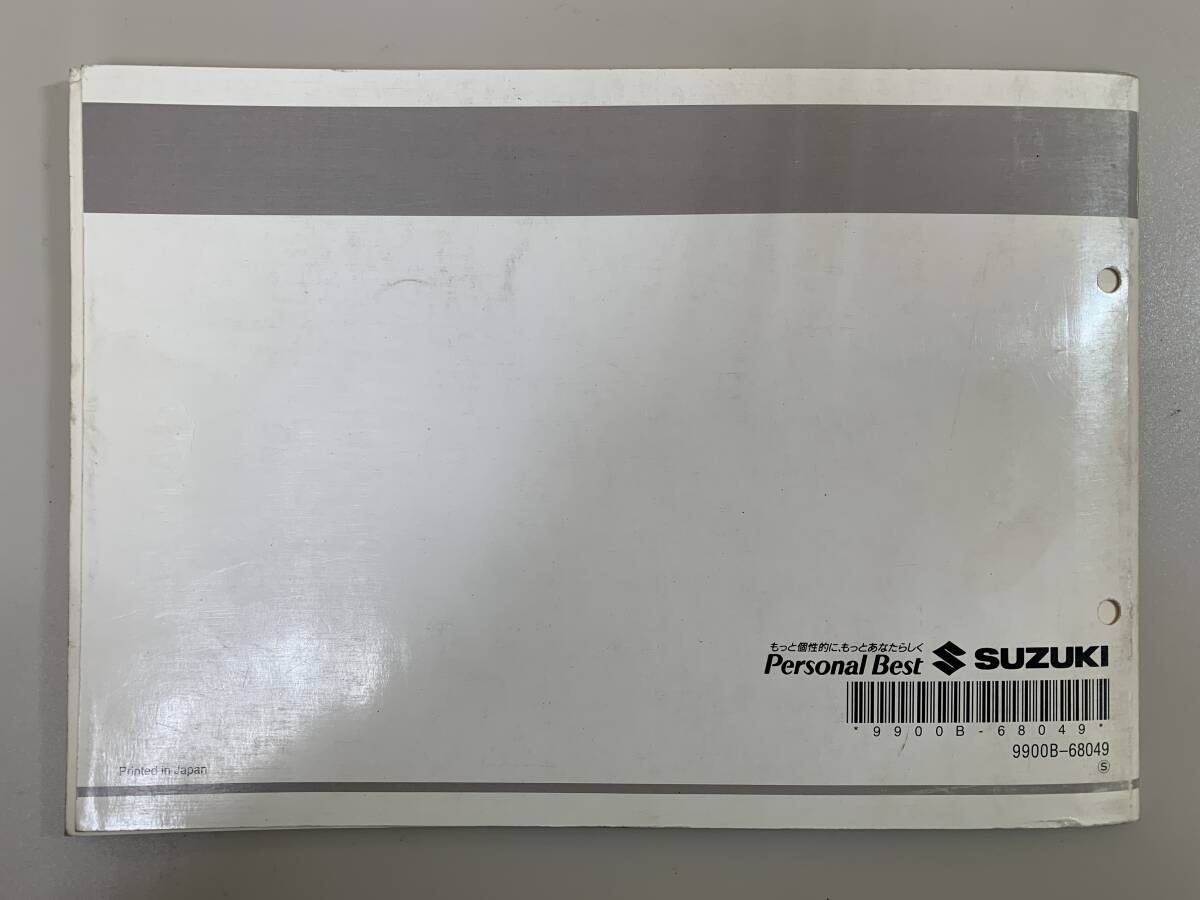 もっと個性的に、もっとあなたらしく
Personal Best SUZUKI
*9900B-68049*
9900B-68049
Ⓢ
Printed in Japan